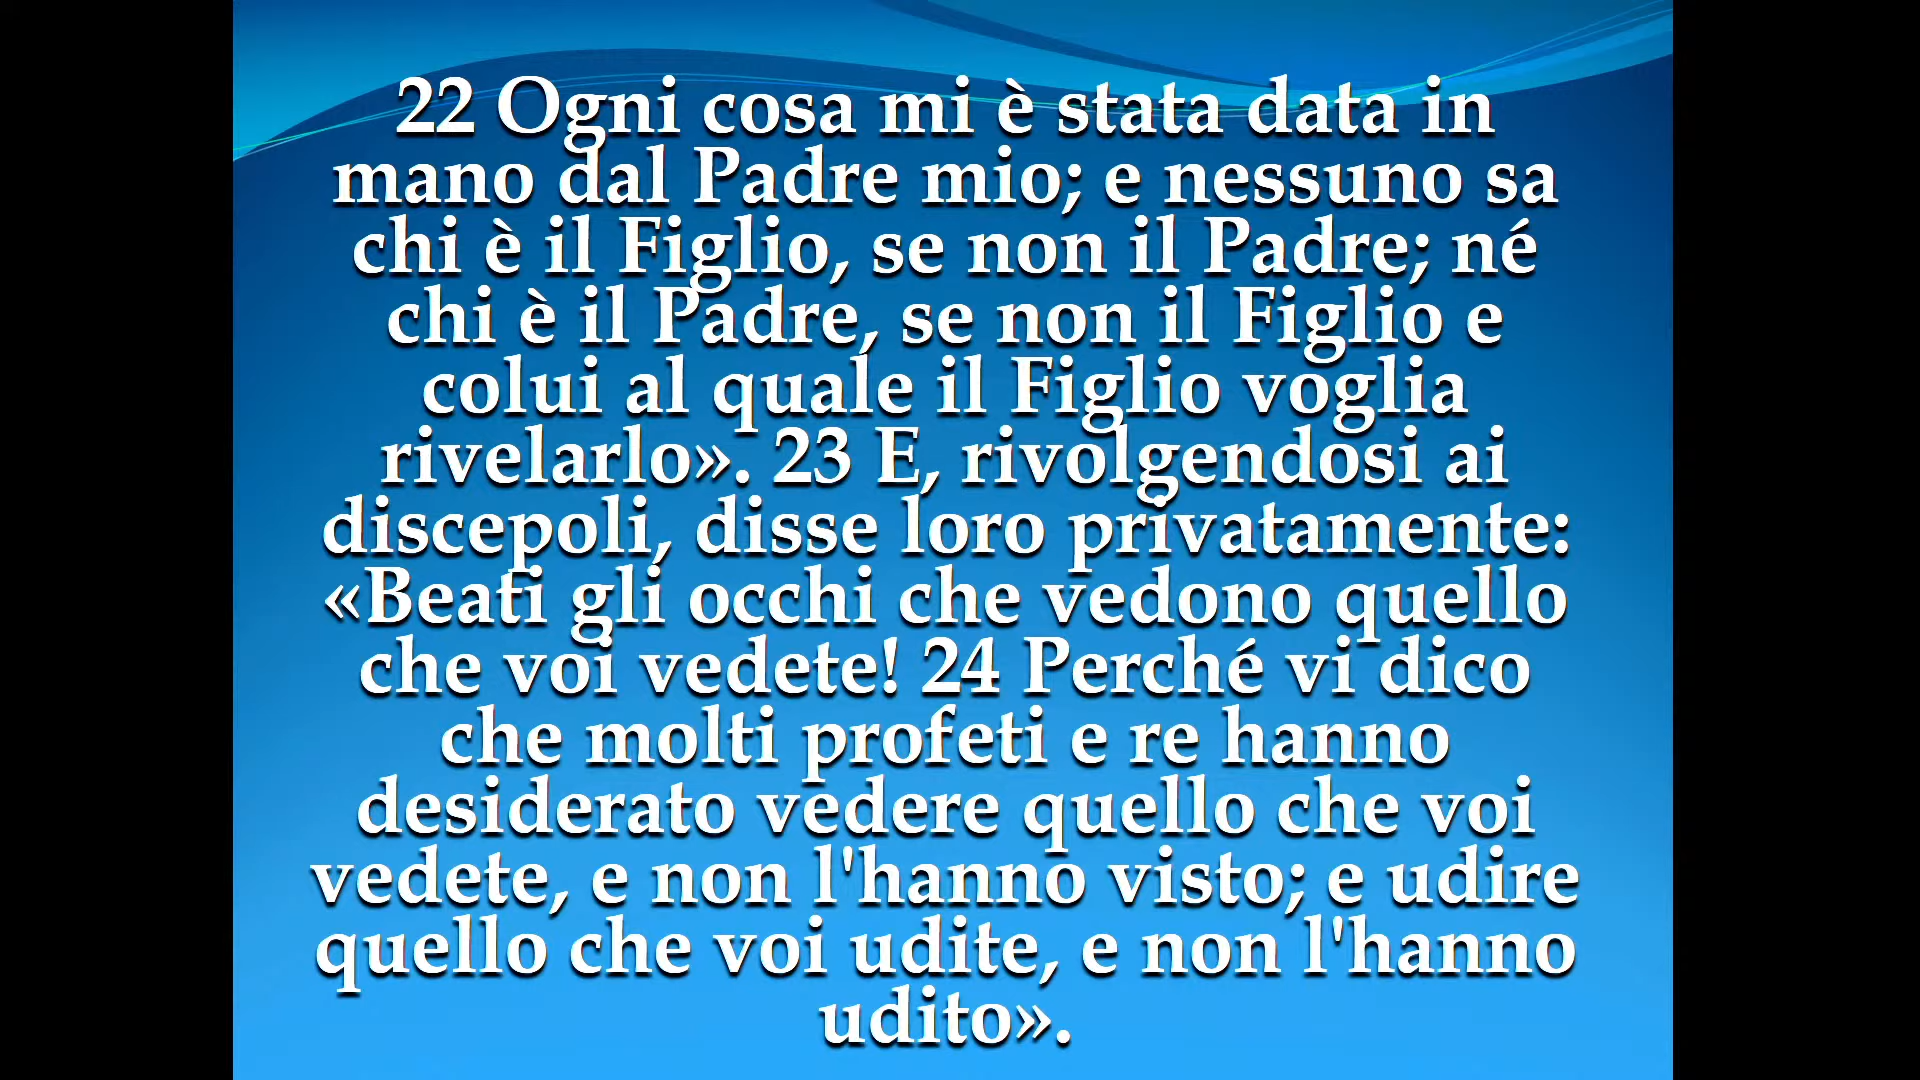 22 Ogni cosa mi è stata data in
mano dal Padre mio; e nessuno sa
chi è il Figlio, se non il Padre; né
chi è il Padre, se non il Figlio e
colui al quale il Figlio voglia
rivelarlo». 23 E, rivolgendosi ai
discepoli, disse loro privatamente:
«Beati gli occhi che vedono quello
che voi vedete! 24 Perché vi dico
che molti profeti e re hanno
desiderato vedere quello che voi
vedete, e non l'hanno visto; e udire
quello che voi udite, e non l'hanno
udito».